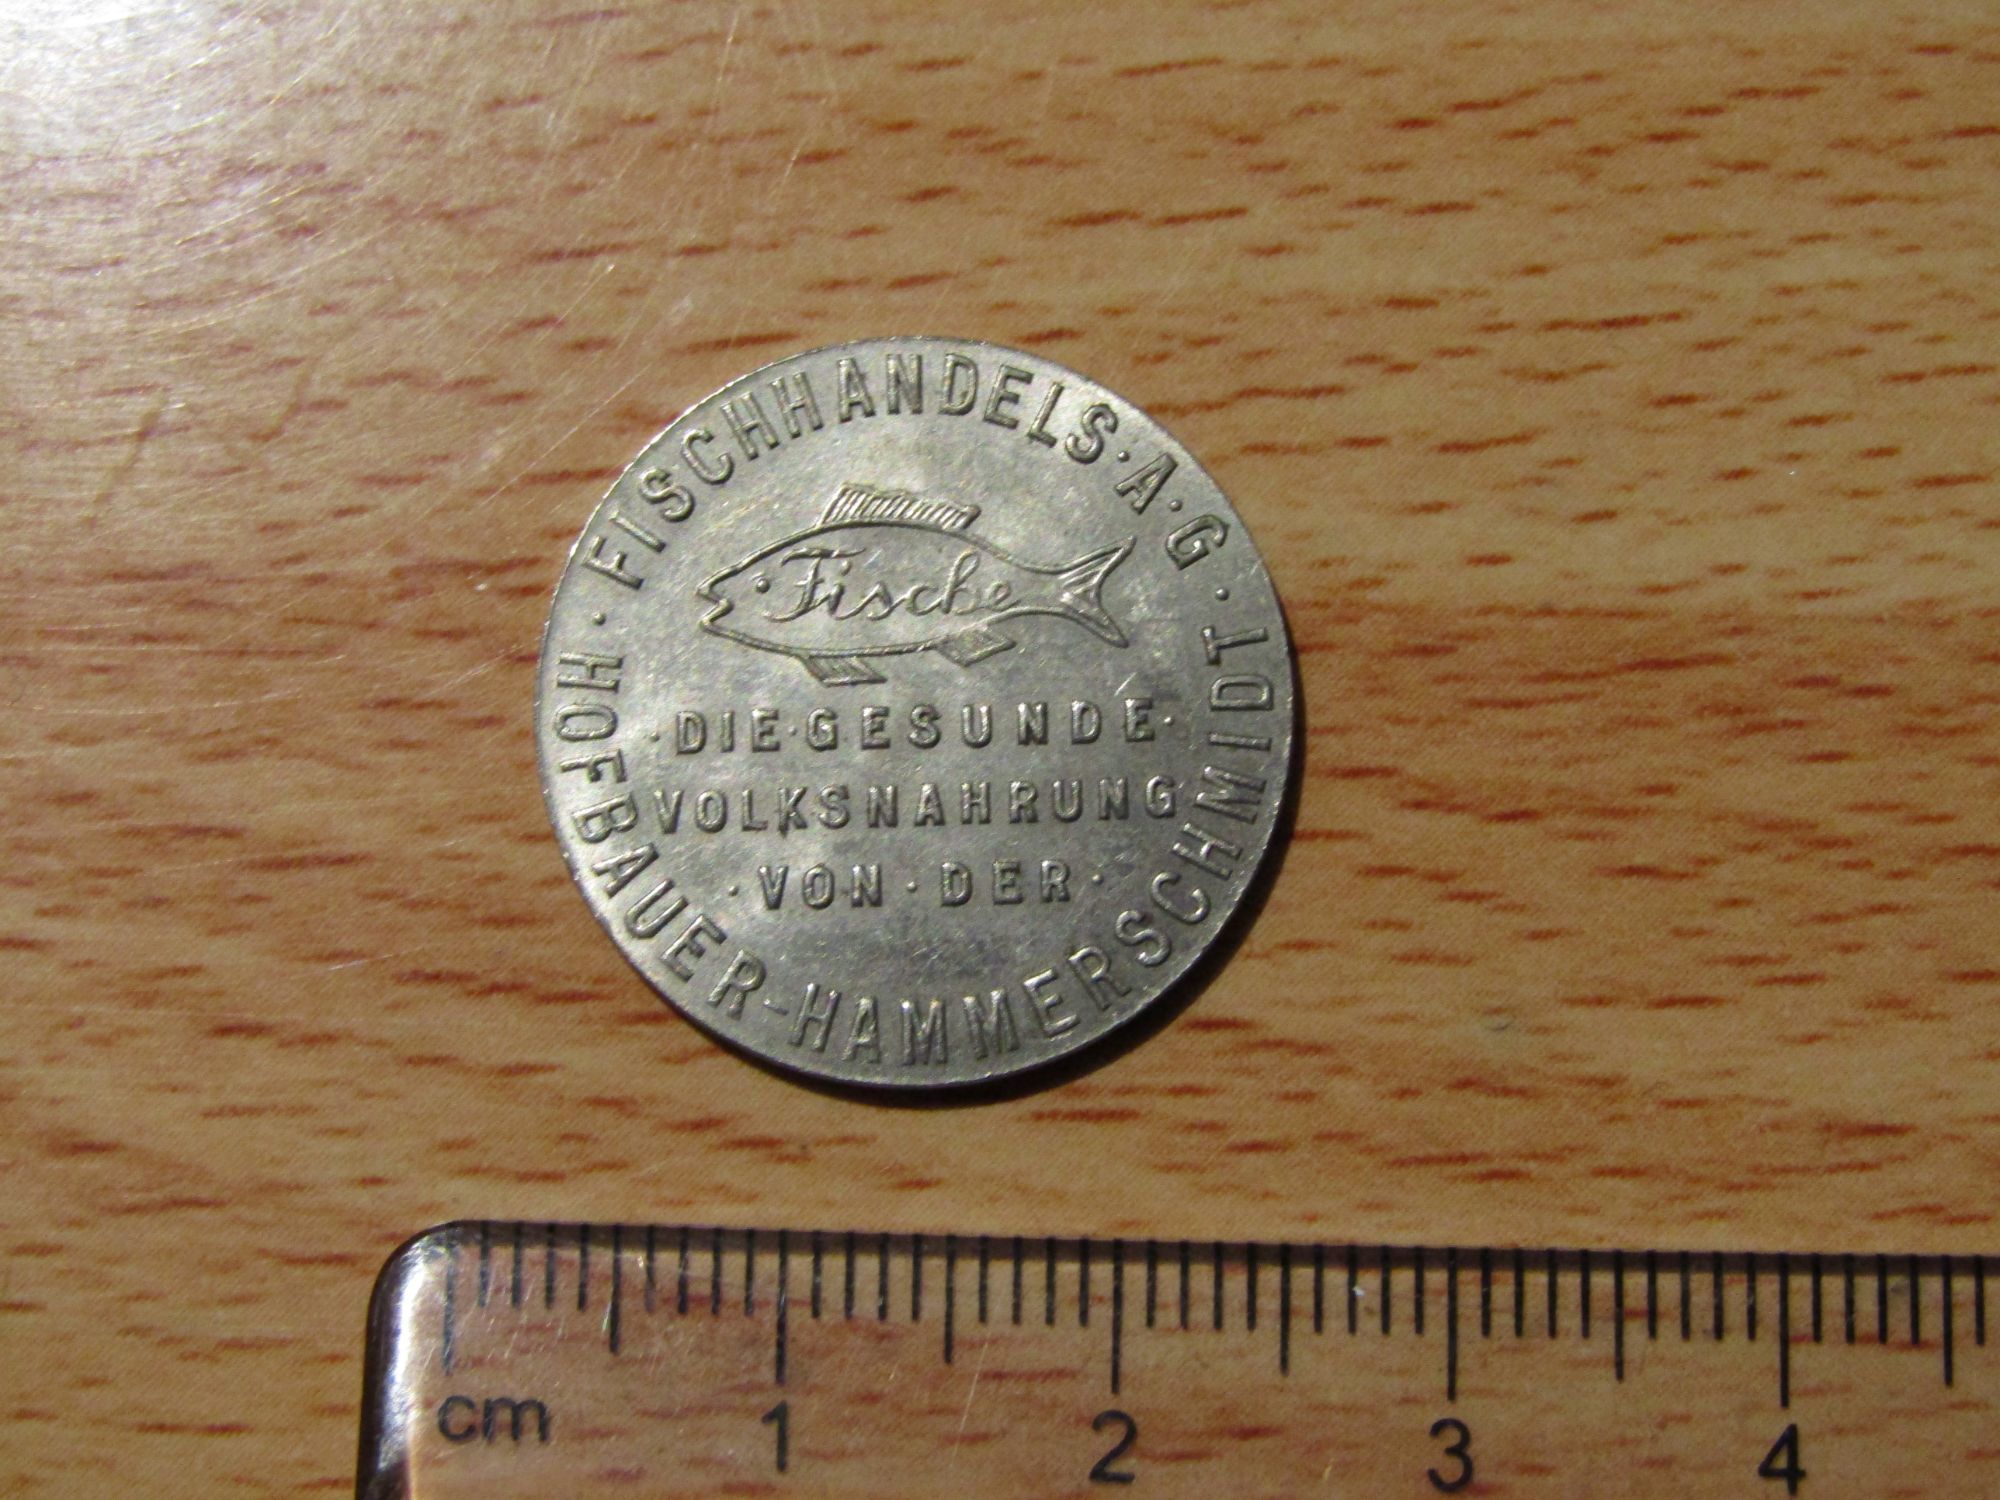 · FISCHHANDELS · A · G ·
Fische
· DIE · GESUNDE ·
VOLKSNAHRUNG
· VON · DER ·
HOFBAUER-HAMMERSCHMIDT
cm 1 2 3 4